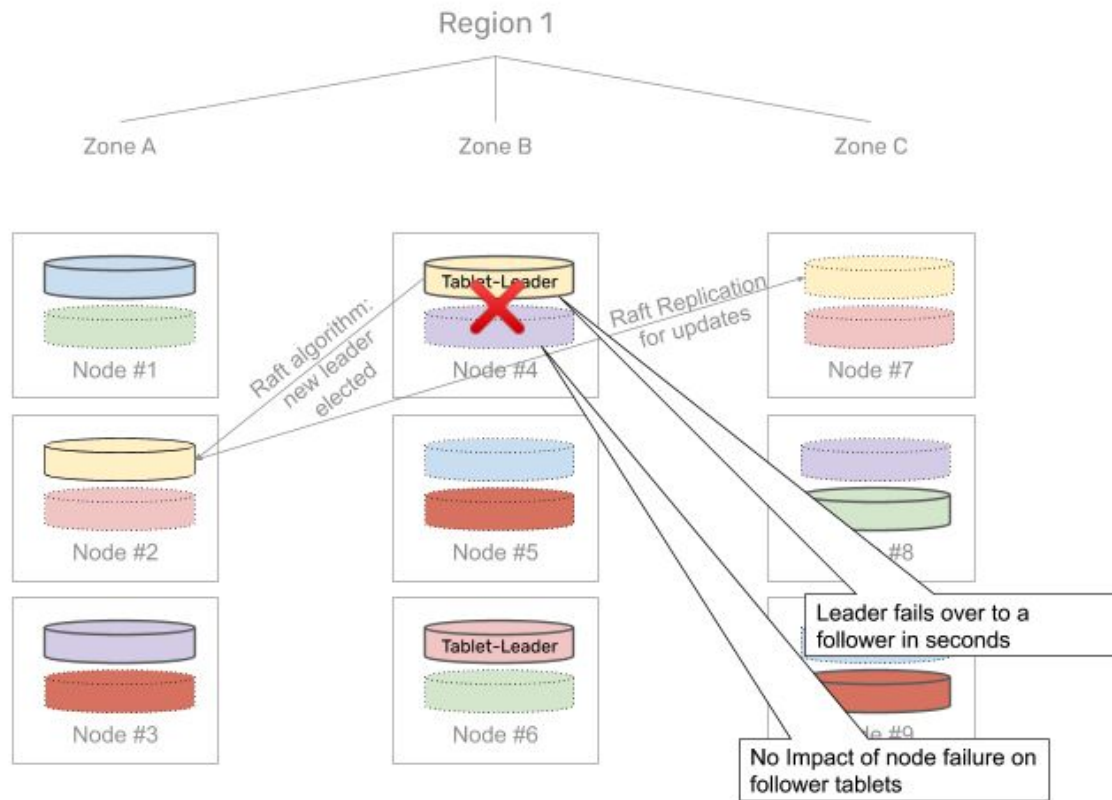 Region 1
Zone A
Zone B
Zone C
Tablet-Leader
Node #1
Node #4
Node #7
Raft algorithm:
new leader
elected
Raft Replication
for updates
Node #2
Node #5
#8
Leader fails over to a
follower in seconds
Tablet-Leader
Node #3
Node #6
#9
No Impact of node failure on
follower tablets